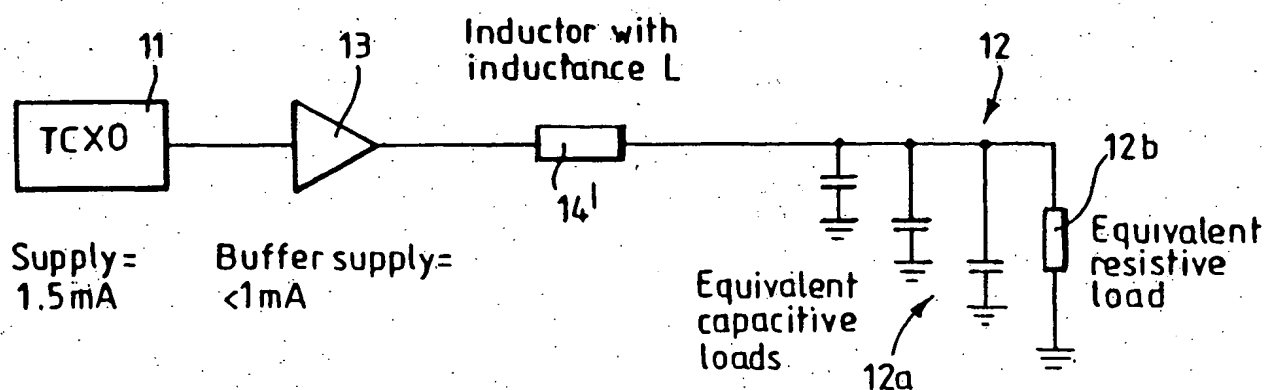 11
13
Inductor with
inductance L
12
TCXO
12b
14'
Supply=
1.5mA
Buffer supply=
<1mA
Equivalent
capacitive
loads
12a
Equivalent
resistive
load